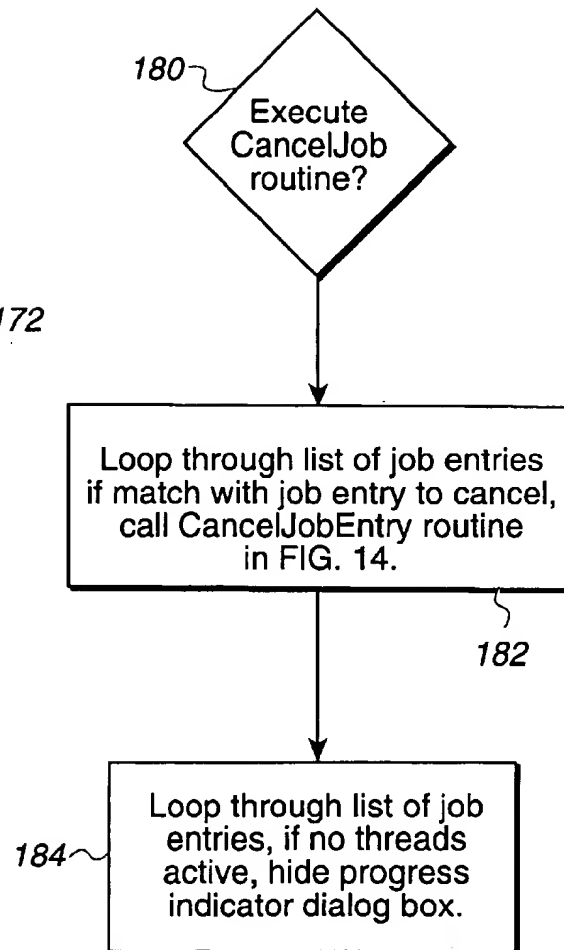 180
Execute
CancelJob
routine?
172
Loop through list of job entries
if match with job entry to cancel,
call CancelJobEntry routine
in FIG. 14.
182
Loop through list of job
entries, if no threads
active, hide progress
indicator dialog box.
184